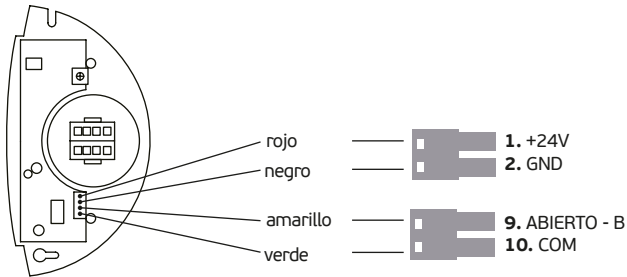 rojo
1. +24V
negro
2. GND
amarillo
9. ABIERTO - B
verde
10. COM